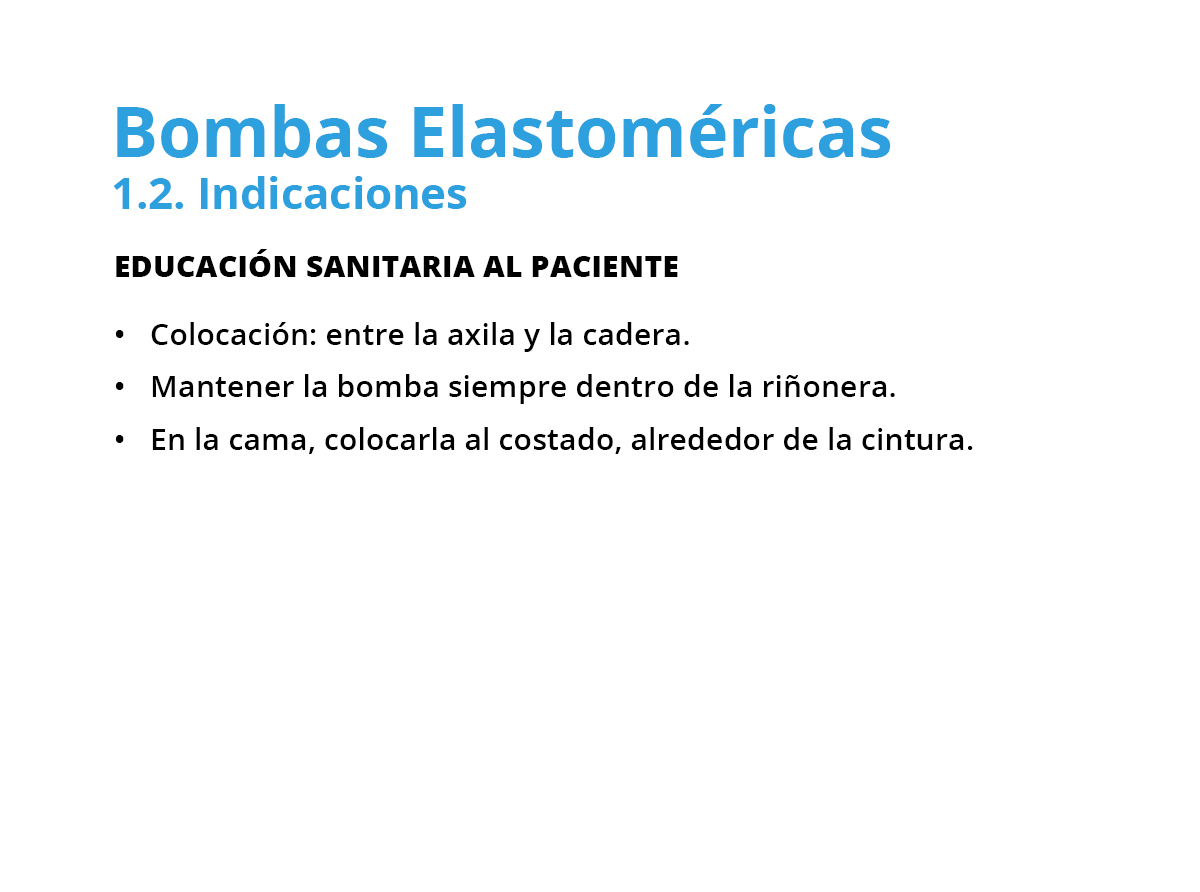 Bombas Elastoméricas
1.2. Indicaciones
EDUCACIÓN SANITARIA AL PACIENTE
• Colocación: entre la axila y la cadera.
• Mantener la bomba siempre dentro de la riñonera.
• En la cama, colocarla al costado, alrededor de la cintura.